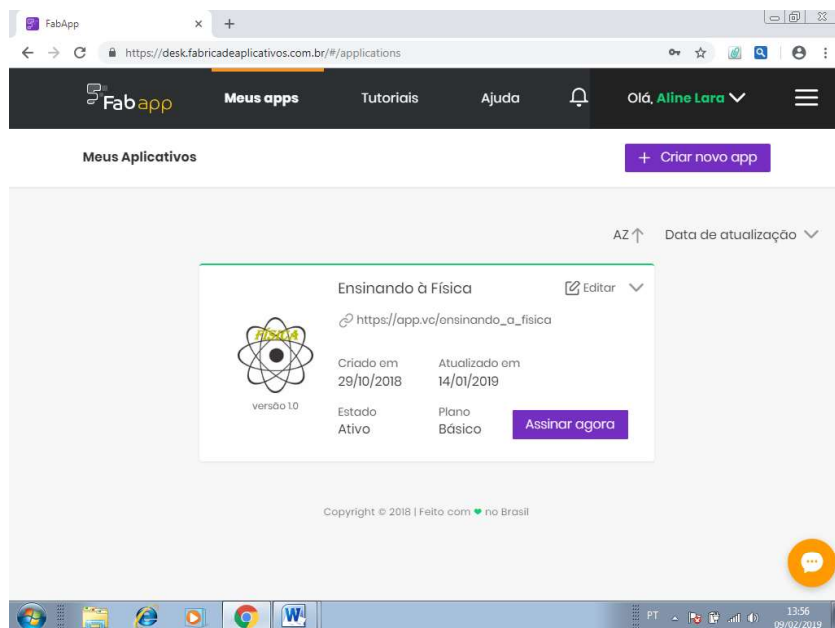 FabApp
https://desk.fabricadeaplicativos.com.br/#/applications
Fabapp Meus apps Tutoriais Ajuda Olá, Aline Lara
Meus Aplicativos + Criar novo app
AZ Data de atualização
Ensinando à Física Editar
https://app.vc/ensinando_a_fisica
FÍSICA
Criado em Atualizado em
29/10/2018 14/01/2019
versão 1.0
Estado Plano
Ativo Básico Assinar agora
Copyright © 2018 | Feito com no Brasil
PT 13:56
09/02/2019